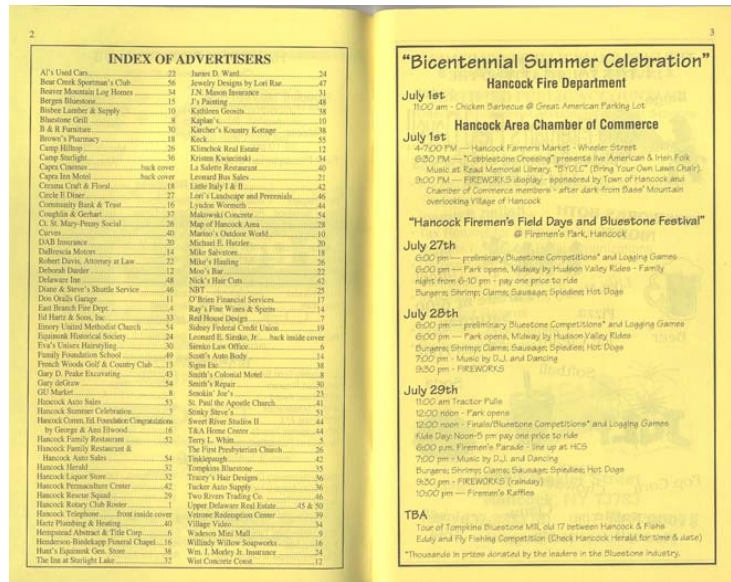 2
INDEX OF ADVERTISERS
Al's Used Cars 22
Bear Creek Sportman's Club 56
Beaver Mountain Log Homes 34
Bergen Bluestone 15
Bisbee Lumber & Supply 10
Bluestone Grill 8
B & R Furniture 30
Brown's Pharmacy 18
Camp Hilltop 26
Camp Starlight 36
Capra Cinemas back cover
Capra Inn Motel back cover
Cerama Craft & Floral 18
Circle E Diner 27
Community Bank & Trust 16
Coughlin & Gerhart 37
Ct. St. Mary-Penny Social 26
Curves 40
DAB Insurance 20
DaBrescia Motors 14
Robert Davis, Attorney at Law 22
Deborah Darder 12
Delaware Inn 48
Diane & Steve's Shuttle Service 46
Don Oralls Garage 11
East Branch Fire Dept. 4
Ed Hartz & Sons, Inc. 33
Emory United Methodist Church 54
Equinunk Historical Society 24
Eva's Unisex Hairstyling 30
Family Foundation School 49
French Woods Golf & Country Club 13
Gary D. Peake Excavating 43
Gary deGraw 54
GU Market 8
Hancock Auto Sales 53
Hancock Summer Celebration 3
Hancock Comm. Ed. Foundation Congratulations
by George & Ann Elwood 16
Hancock Family Restaurant 52
Hancock Family Restaurant &
Hancock Auto Sales 54
Hancock Herald 32
Hancock Liquor Store 32
Hancock Permaculture Center 42
Hancock Rescue Squad 29
Hancock Rotary Club Roster 1
Hancock Telephone front inside cover
Hartz Plumbing & Heating 40
Hempstead Abstract & Title Corp. 6
Henderson-Biedekapp Funeral Chapel 16
Hunt's Equinunk Gen. Store 38
The Inn at Starlight Lake 32
James D. Ward 24
Jewelry Designs by Lori Rae 47
J.N. Mason Insurance 31
J's Painting 48
Kathleen Geosits 38
Kaplan's 10
Karcher's Kountry Kottage 38
Keck 55
Klimchok Real Estate 12
Kristen Kwiecinski 34
La Salette Restaurant 40
Leonard Bus Sales 21
Little Italy I & II 42
Lori's Landscape and Perennials 46
Lyndon Wormuth 44
Makowski Concrete 54
Map of Hancock Area 28
Marino's Outdoor World 10
Michael E. Hatzler 20
Mike Salvestore 18
Mike's Hauling 26
Moo's Bar 22
Nick's Hair Cuts 42
NBT 25
O'Brien Financial Services 17
Ray's Fine Wines & Spirits 14
Red House Design 7
Sidney Federal Credit Union 19
Leonard E. Sienko, Jr. back inside cover
Sienko Law Office 6
Scott's Auto Body 14
Signs Etc. 38
Smith's Colonial Motel 8
Smith's Repair 30
Smokin' Joe's 23
St. Paul the Apostle Church 41
Stinky Steve's 51
Sweet River Studios II 44
T&A Home Center 44
Terry L. Whitt 5
The First Presbyterian Church 26
Tinklepaugh 42
Tompkins Bluestone 35
Tracey's Hair Designs 36
Tucker Auto Supply 36
Two Rivers Trading Co. 46
Upper Delaware Real Estate 45 & 50
Vetrone Redemption Center 39
Village Video 34
Wadeson Mini Mall 9
Willindy Willow Soapworks 16
Wm. J. Morley Jr. Insurance 24
Wist Concrete Const. 12
3
"Bicentennial Summer Celebration"
Hancock Fire Department
July 1st
11:00 am - Chicken Barbecue @ Great American Parking Lot
Hancock Area Chamber of Commerce
July 1st
4-7:00 PM — Hancock Farmers Market - Wheeler Street
6:30 PM — "Cobblestone Crossing" presents live American & Irish Folk
Music at Read Memorial Library. "BYOLC" (Bring Your Own Lawn Chair).
9:00 PM — FIREWORKS display - sponsored by Town of Hancock and
Chamber of Commerce members - after dark-from Bass' Mountain
overlooking Village of Hancock
"Hancock Firemen's Field Days and Bluestone Festival"
@ Firemen's Park, Hancock
July 27th
6:00 pm — preliminary Bluestone Competitions* and Logging Games
6:00 pm — Park opens, Midway by Hudson Valley Rides - Family
night from 6-10 pm - pay one price to ride
Burgers; Shrimp; Clams; Sausage; Spiedies; Hot Dogs
July 28th
6:00 pm — preliminary Bluestone Competitions* and Logging Games
6:00 pm — Park opens, Midway by Hudson Valley Rides
Burgers; Shrimp; Clams; Sausage; Spiedies; Hot Dogs
7:00 pm - Music by D.J. and Dancing
9:30 pm - FIREWORKS
July 29th
11:00 am Tractor Pulls
12:00 noon - Park opens
12:00 noon - Finals/Bluestone Competitions* and Logging Games
Ride Day: Noon-5 pm pay one price to ride
6:00 p.m. Firemen's Parade - line up at HCS
7:00 pm - Music by D.J. and Dancing
Burgers; Shrimp; Clams; Sausage; Spiedies; Hot Dogs
9:30 pm - FIREWORKS (rainday)
10:00 pm — Firemen's Raffles
TBA
Tour of Tompkins Bluestone Mill, old 17 between Hancock & Fishs
Eddy and Fly Fishing Competition (Check Hancock Herald for time & date)
*Thousands in prizes donated by the leaders in the Bluestone Industry.